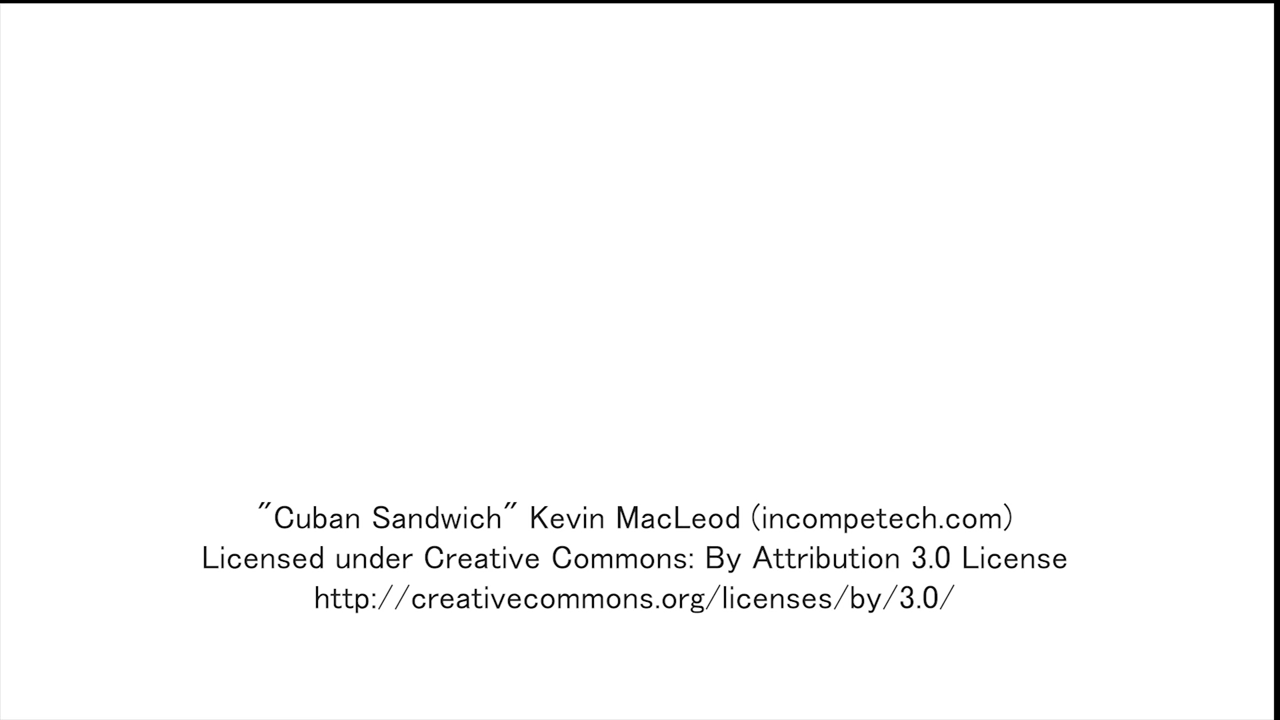 "Cuban Sandwich" Kevin MacLeod (incompetech.com)
Licensed under Creative Commons: By Attribution 3.0 License
http://creativecommons.org/licenses/by/3.0/